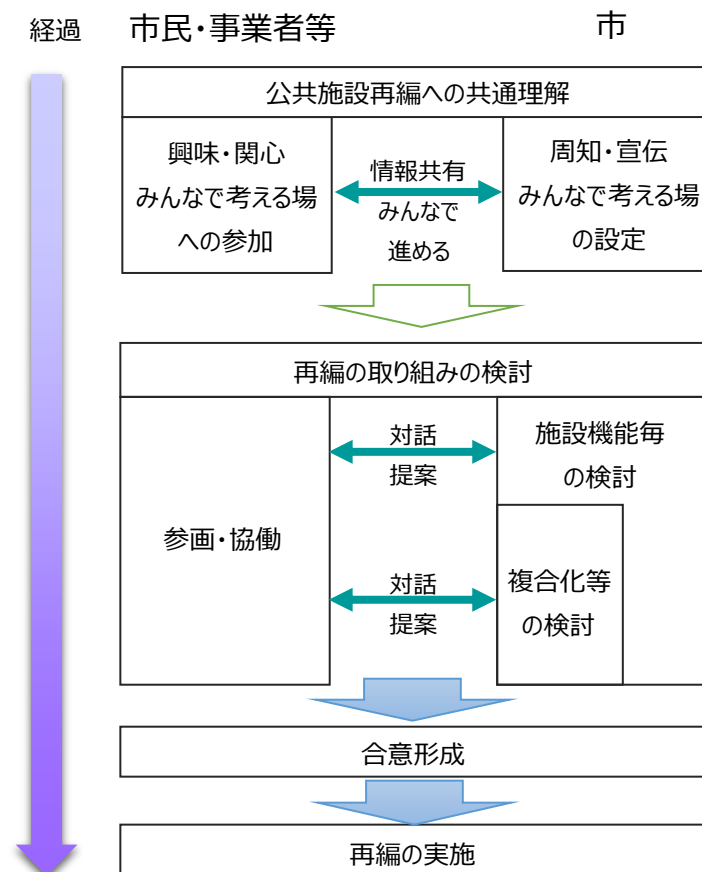 経過
市民・事業者等
市
公共施設再編への共通理解
興味・関心
みんなで考える場
への参加
情報共有
みんなで
進める
周知・宣伝
みんなで考える場
の設定
再編の取り組みの検討
参画・協働
対話
提案
施設機能毎
の検討
対話
提案
複合化等
の検討
合意形成
再編の実施